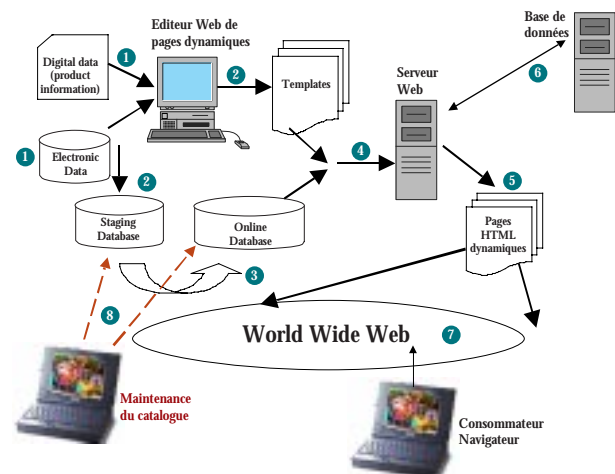 Editeur Web de
pages dynamiques
Base de
données
1
Digital data
(product
information)
2
Templates
Serveur
Web
6
1
Electronic
Data
2
4
5
Staging
Database
Online
Database
Pages
HTML
dynamiques
3
8
World Wide Web
7
Maintenance
du catalogue
Consommateur
Navigateur